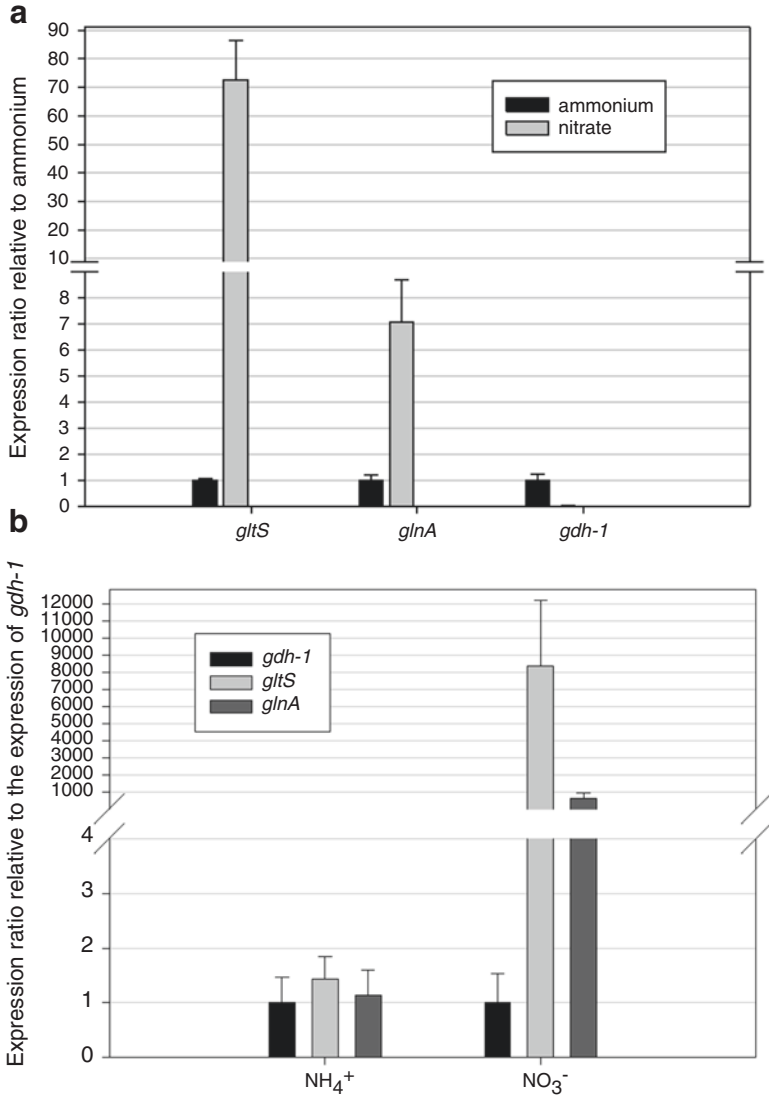 a
Expression ratio relative to ammonium
90
80
70
60
50
40
30
20
10
8
7
6
5
4
3
2
1
0
ammonium
nitrate
gltS
glnA
gdh-1
b
Expression ratio relative to the expression of gdh-1
12000
11000
10000
9000
8000
7000
6000
5000
4000
3000
2000
1000
4
3
2
1
0
gdh-1
gltS
glnA
NH4+
NO3-